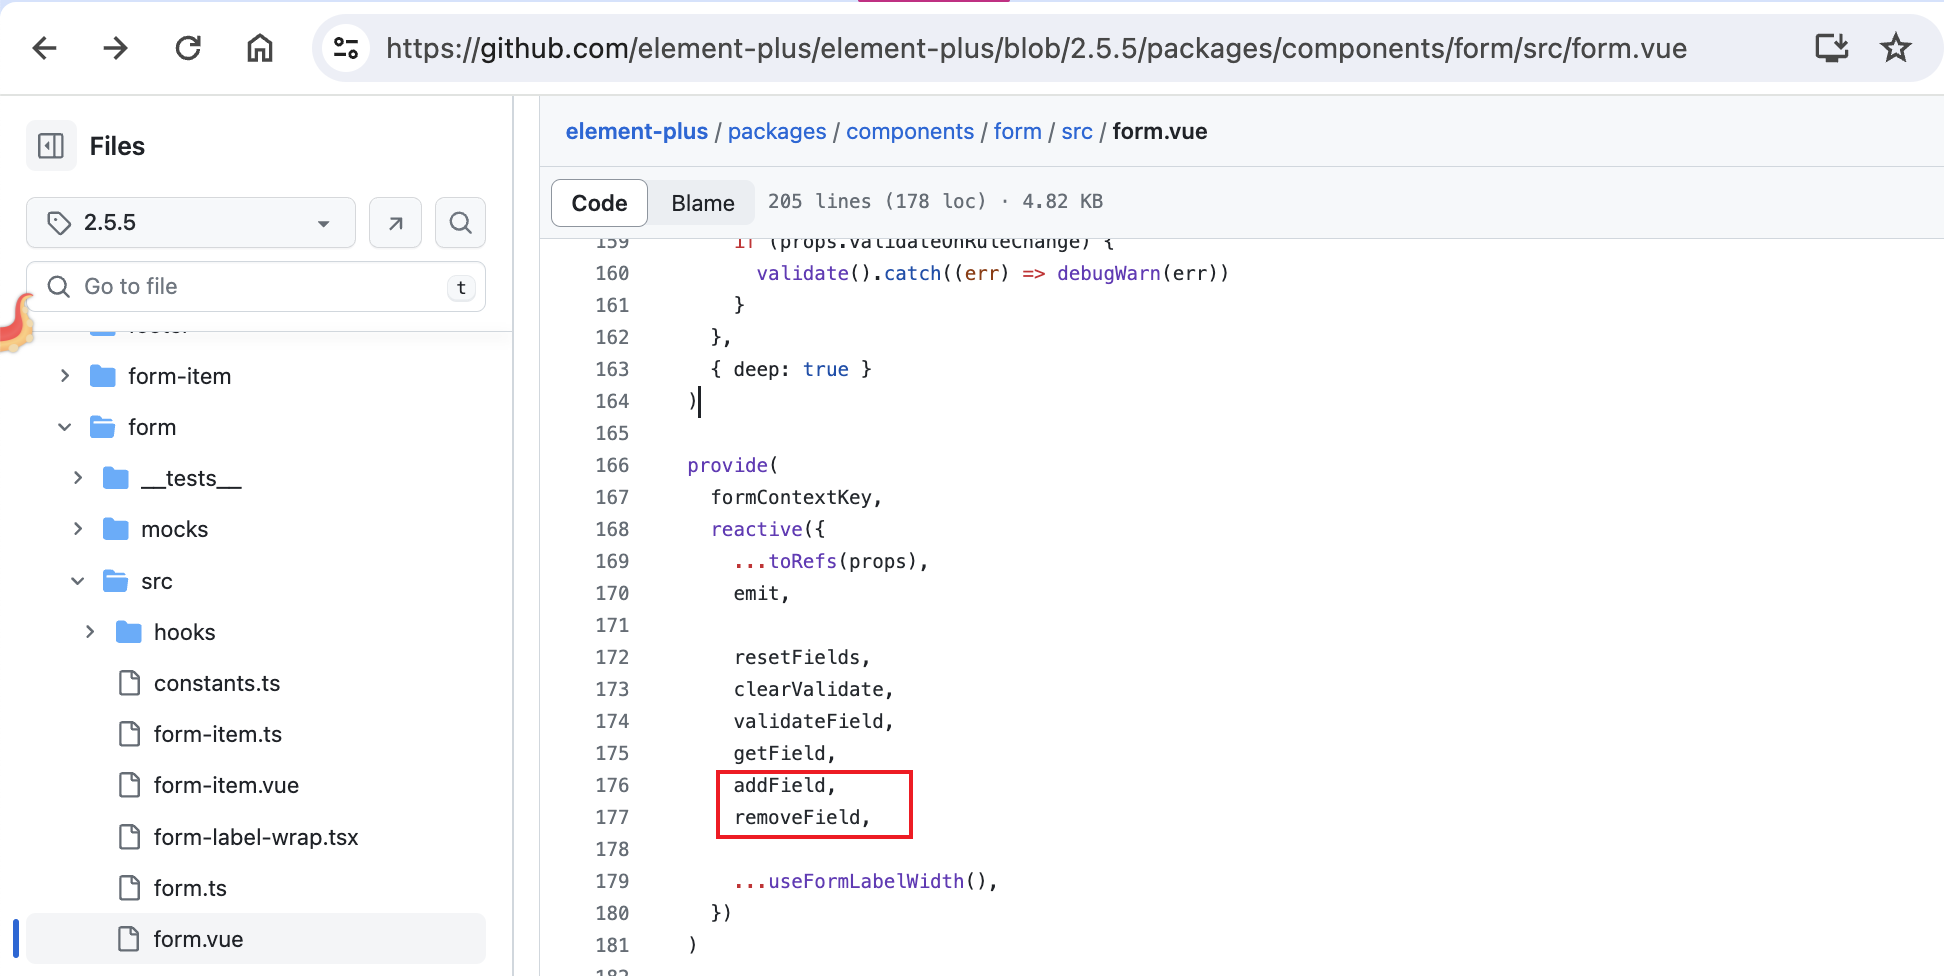 https://github.com/element-plus/element-plus/blob/2.5.5/packages/components/form/src/form.vue
Files
2.5.5
Go to file
t
form-item
form
__tests__
mocks
src
hooks
constants.ts
form-item.ts
form-item.vue
form-label-wrap.tsx
form.ts
form.vue
element-plus / packages / components / form / src / form.vue
Code
Blame
205 lines (178 loc) · 4.82 KB
159 if (props.validateOnRuleChange) {
160 validate().catch((err) => debugWarn(err))
161 }
162 },
163 { deep: true }
164 )
165
166 provide(
167 formContextKey,
168 reactive({
169 ...toRefs(props),
170 emit,
171
172 resetFields,
173 clearValidate,
174 validateField,
175 getField,
176 addField,
177 removeField,
178
179 ...useFormLabelWidth(),
180 })
181 )